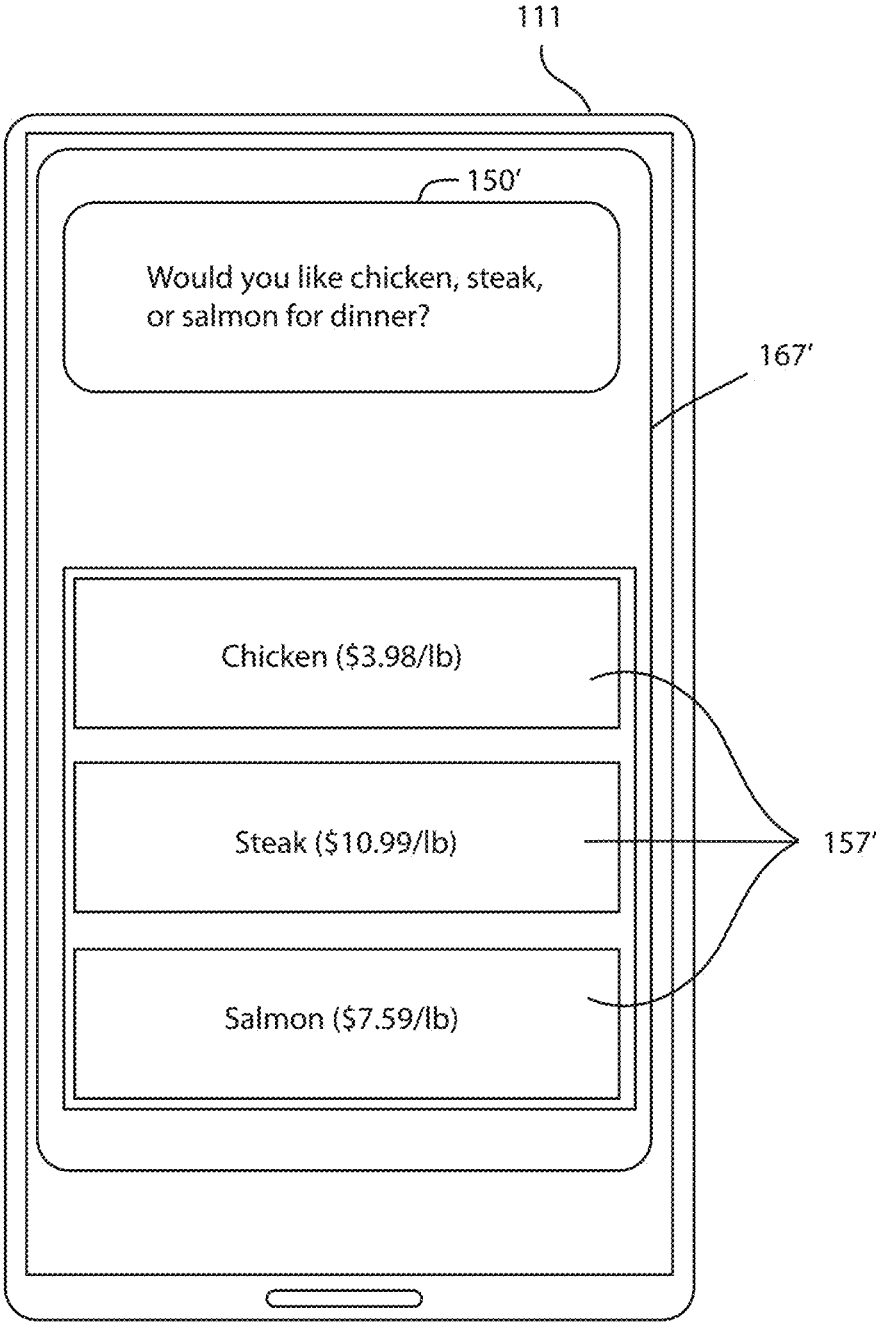 111
150'
Would you like chicken, steak,
or salmon for dinner?
167'
Chicken ($3.98/lb)
Steak ($10.99/lb)
157'
Salmon ($7.59/lb)